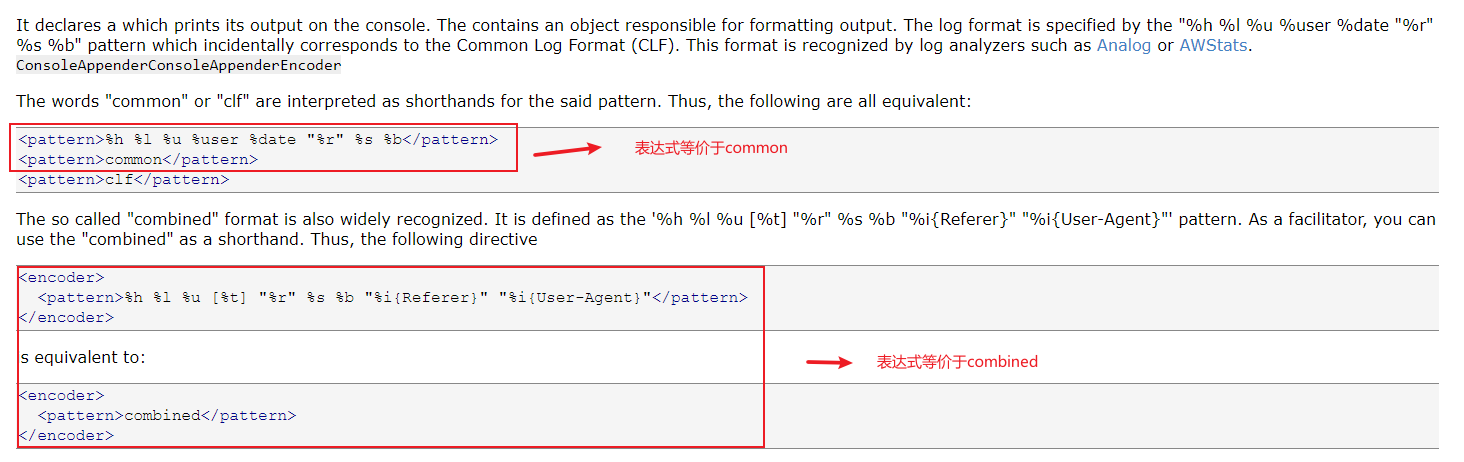 It declares a which prints its output on the console. The contains an object responsible for formatting output. The log format is specified by the "%h %l %u %user %date "%r"
%s %b" pattern which incidentally corresponds to the Common Log Format (CLF). This format is recognized by log analyzers such as Analog or AWStats.
ConsoleAppenderConsoleAppenderEncoder
The words "common" or "clf" are interpreted as shorthands for the said pattern. Thus, the following are all equivalent:
<pattern>%h %l %u %user %date "%r" %s %b</pattern>
表达式等价于common
<pattern>common</pattern>
<pattern>clf</pattern>
The so called "combined" format is also widely recognized. It is defined as the '%h %l %u [%t] "%r" %s %b "%i{Referer}" "%i{User-Agent}"' pattern. As a facilitator, you can
use the "combined" as a shorthand. Thus, the following directive
<encoder>
<pattern>%h %l %u [%t] "%r" %s %b "%i{Referer}" "%i{User-Agent}"</pattern>
</encoder>
s equivalent to:
表达式等价于combined
<encoder>
<pattern>combined</pattern>
</encoder>